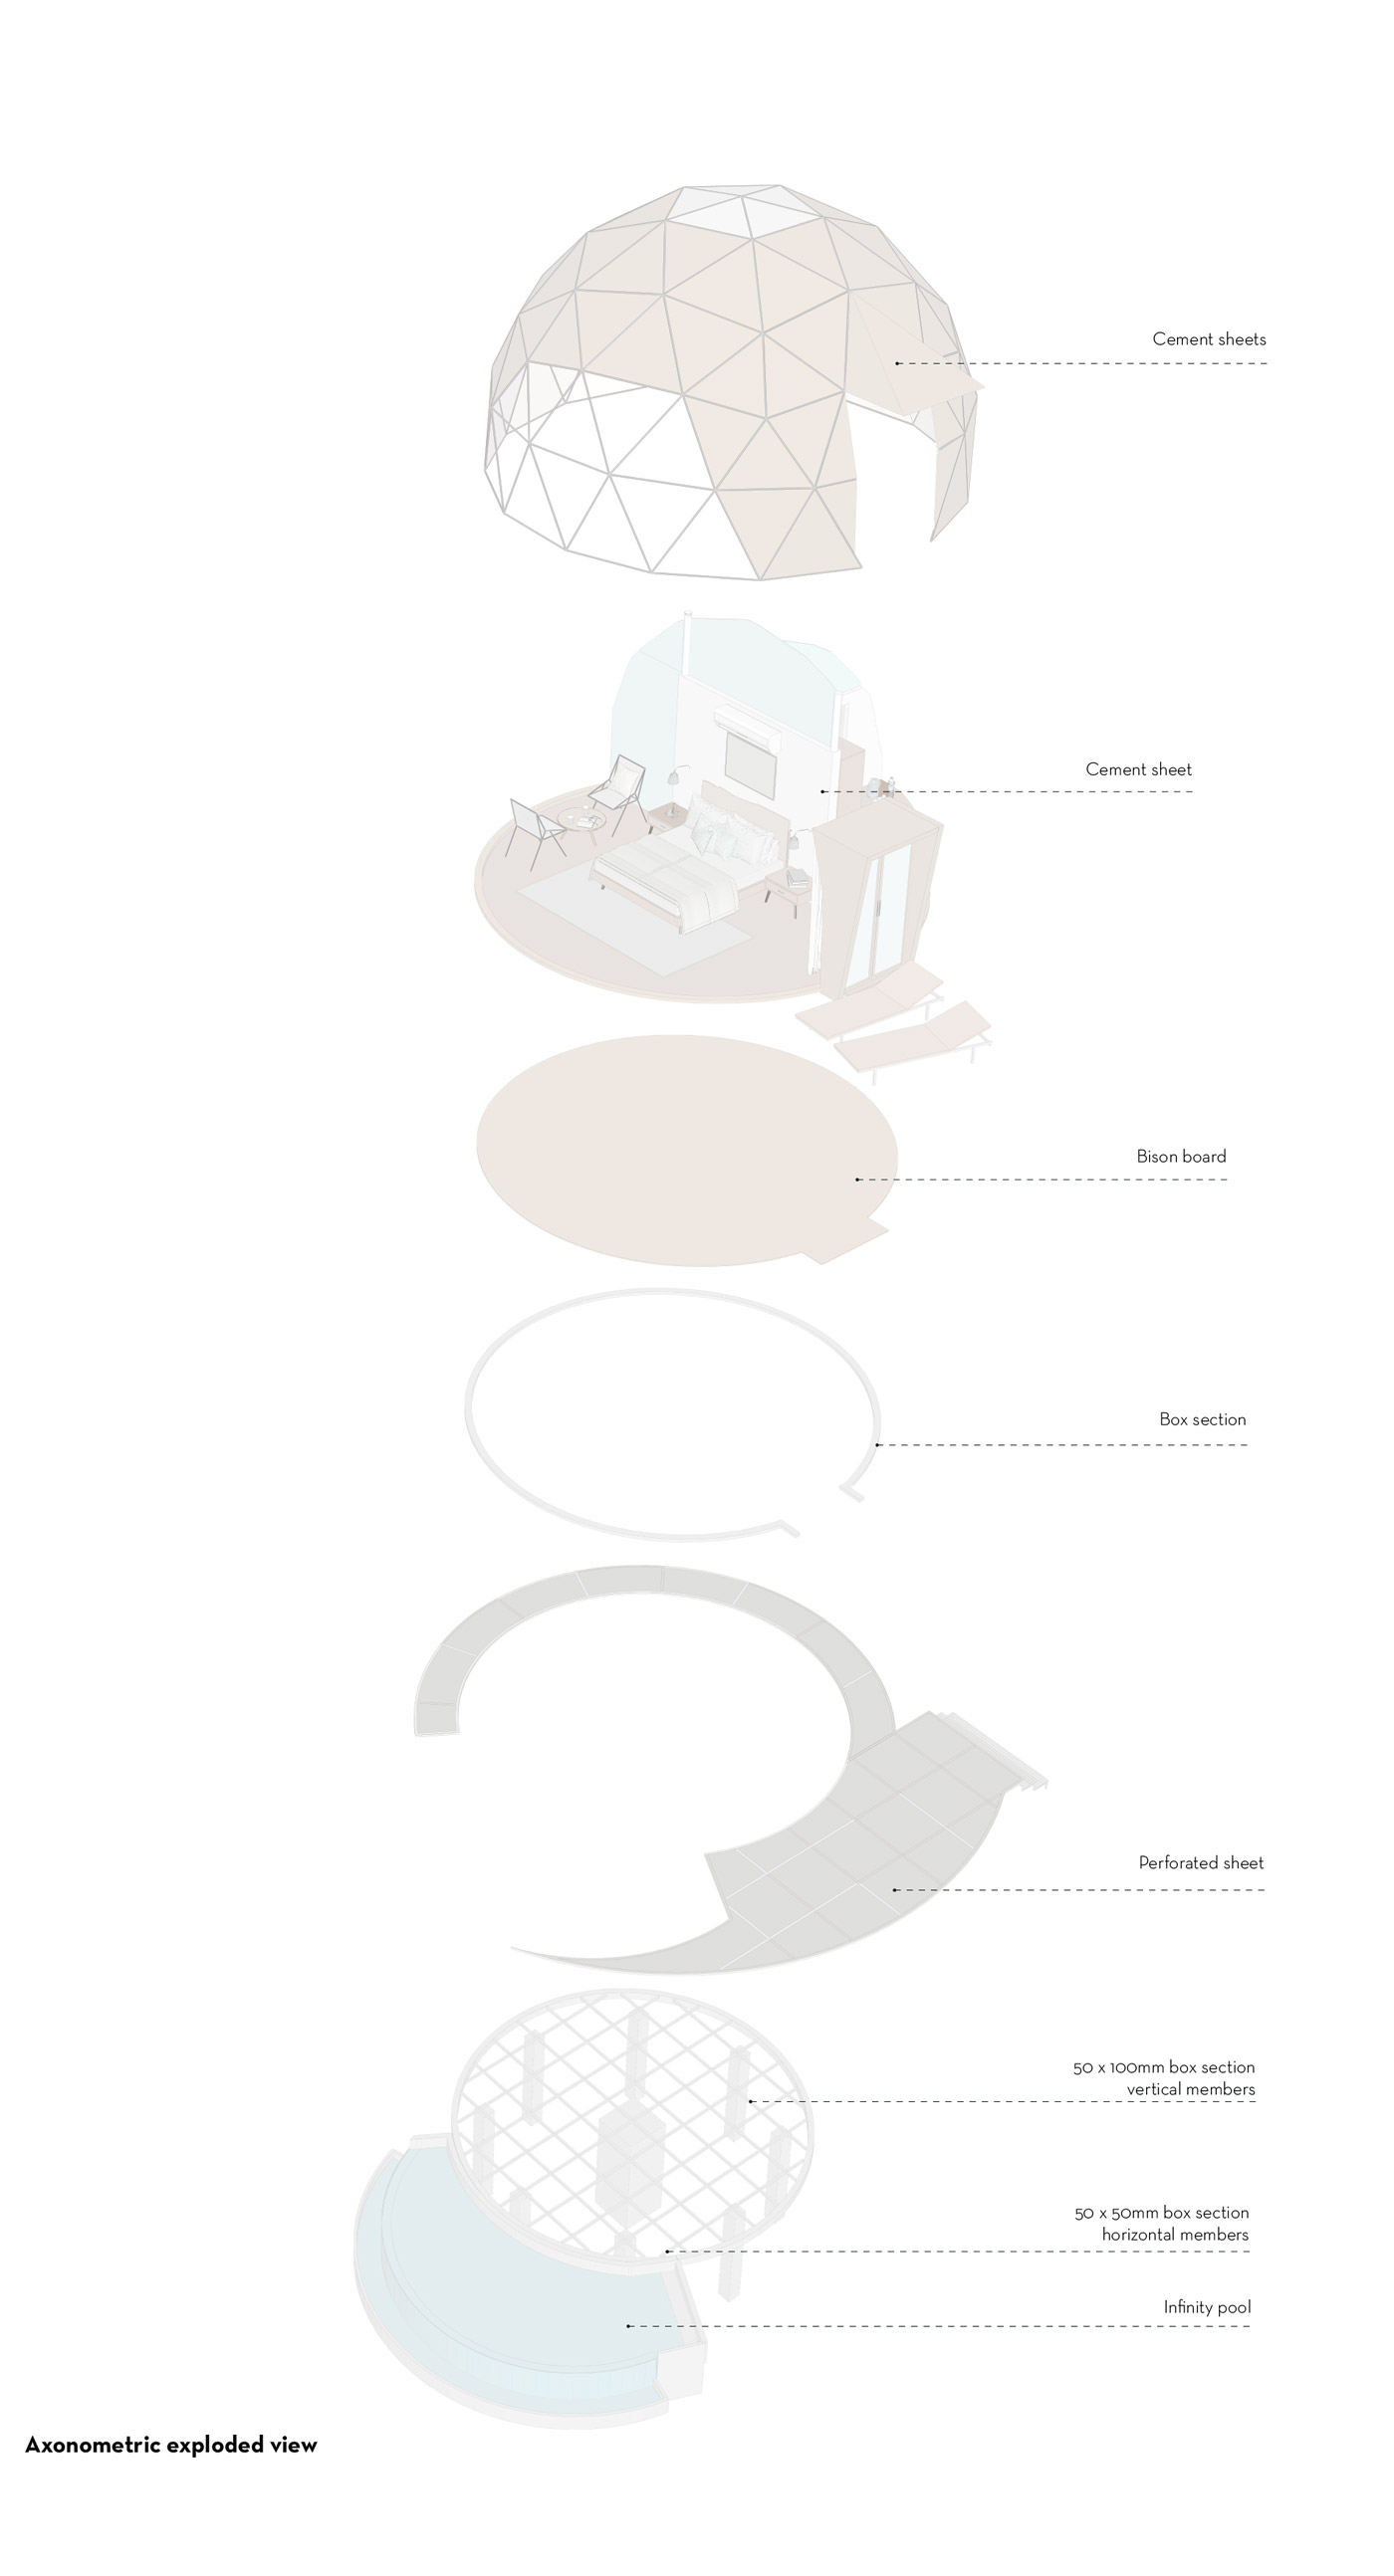 Cement sheets
Cement sheet
Bison board
Box section
Perforated sheet
50 x 100mm box section
vertical members
50 x 50mm box section
horizontal members
Infinity pool
Axonometric exploded view